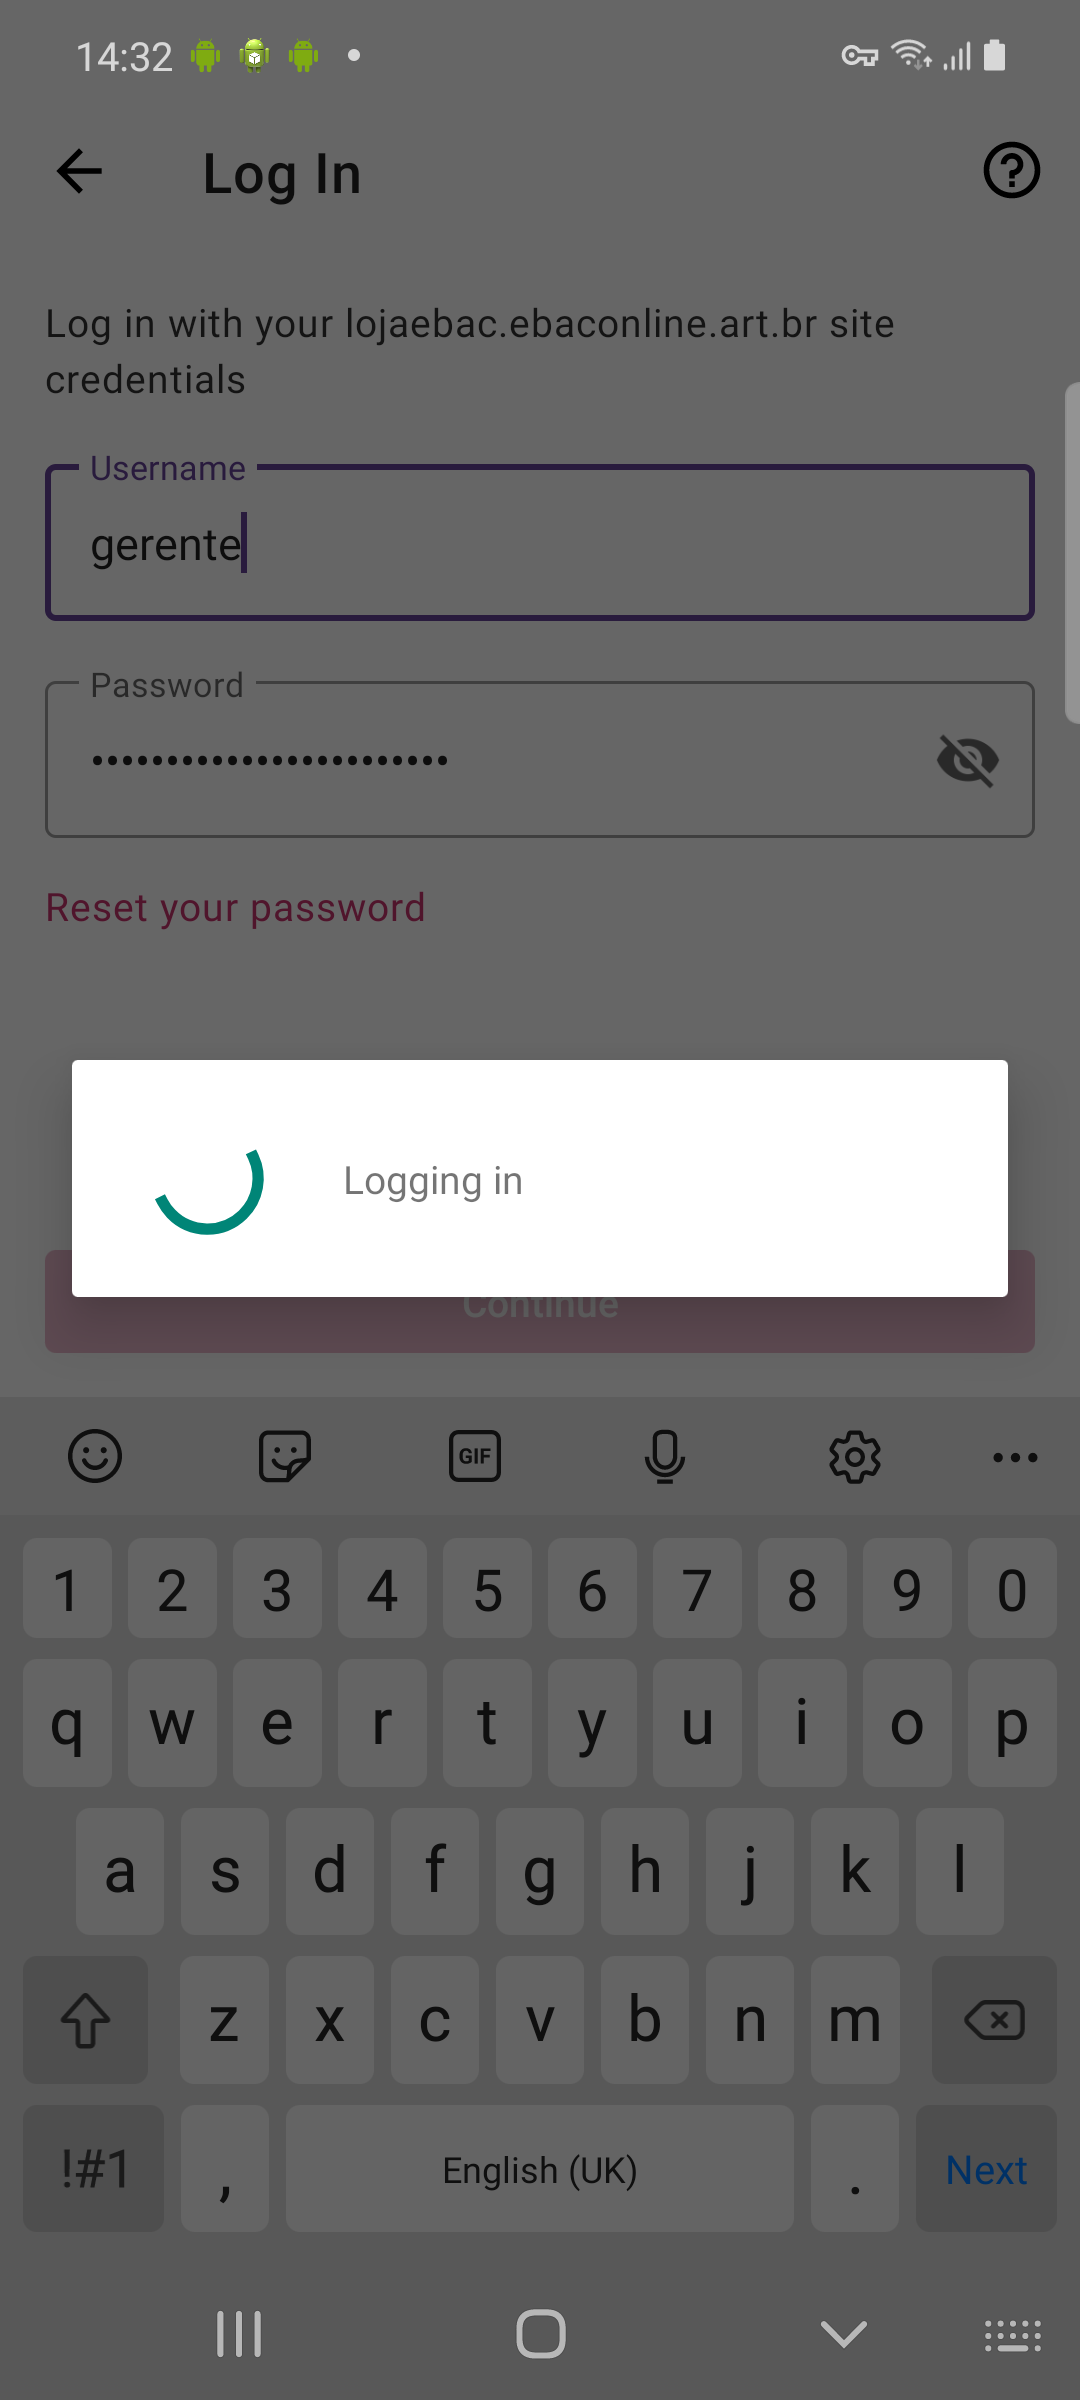 14:32
Log In
Log in with your lojaebac.ebaconline.art.br site
credentials
Username
gerente
Password
••••••••••••••••••••••••
Reset your password
Logging in
Continue
GIF
1 2 3 4 5 6 7 8 9 0
q w e r t y u i o p
a s d f g h j k l
z x c v b n m
!#1 , English (UK) . Next